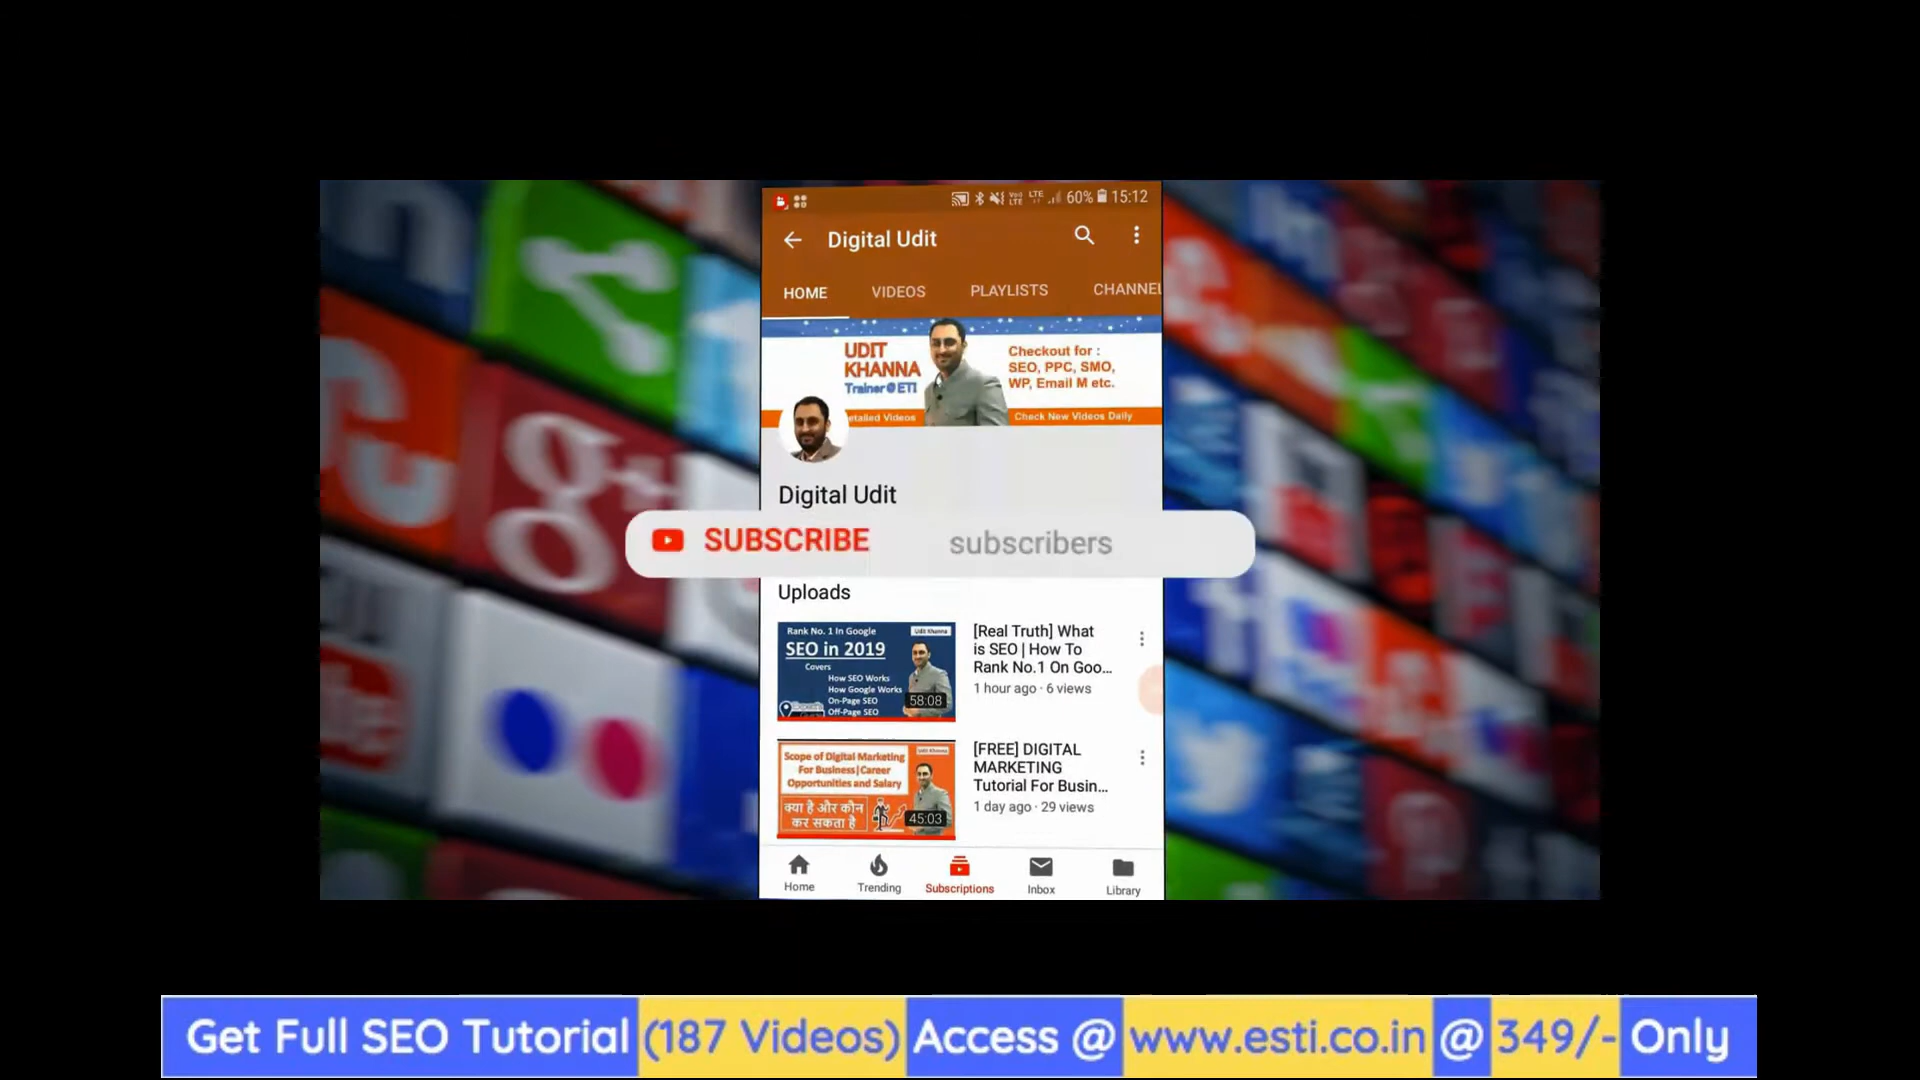 60% 15:12
Digital Udit
HOME VIDEOS PLAYLISTS CHANNEL
UDIT
KHANNA
Trainer@ETI
Checkout for :
SEO, PPC, SMO,
WP, Email M etc.
etailed Videos
Check New Videos Daily
Digital Udit
SUBSCRIBE subscribers
Uploads
Rank No. 1 In Google
Udit Khanna
SEO in 2019
Covers
How SEO Works
How Google Works
On-Page SEO
Off-Page SEO
58:08
[Real Truth] What
is SEO | How To
Rank No.1 On Goo...
1 hour ago · 6 views
Scope of Digital Marketing
For Business|Career
Opportunities and Salary
क्या है और कौन
कर सकता है
45:03
[FREE] DIGITAL
MARKETING
Tutorial For Busin...
1 day ago · 29 views
Home Trending Subscriptions Inbox Library
Get Full SEO Tutorial (187 Videos) Access @ www.esti.co.in @ 349/- Only